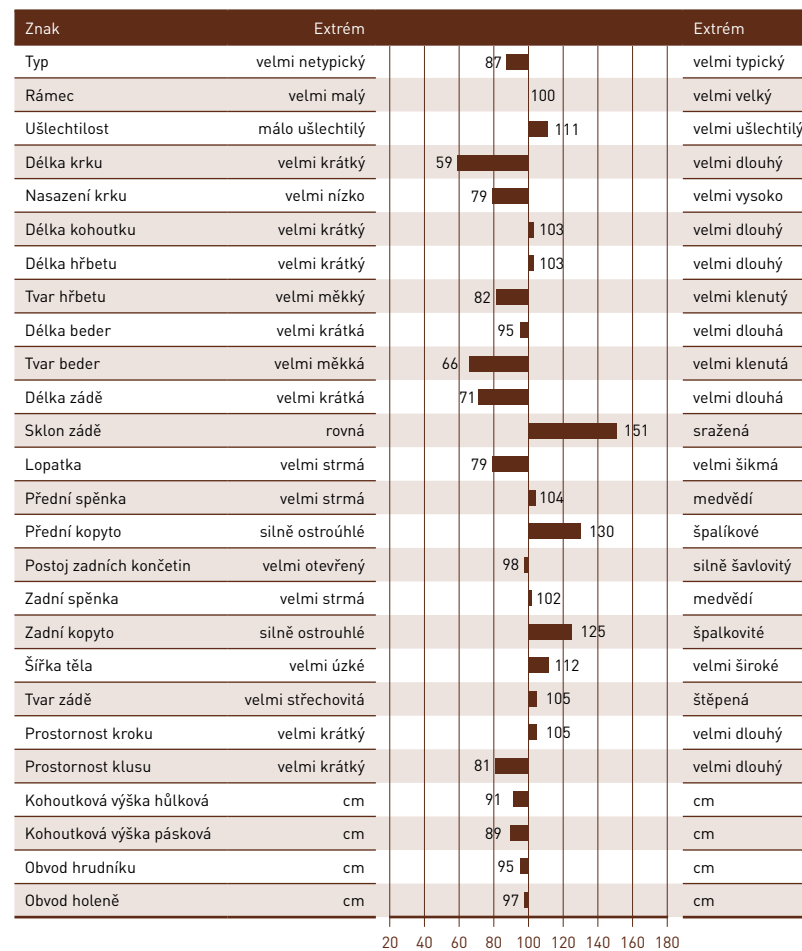 Znak Extrém Extrém
Typ velmi netypický 87 velmi typický
Rámec velmi malý 100 velmi velký
Ušlechtilost málo ušlechtilý 111 velmi ušlechtilý
Délka krku velmi krátký 59 velmi dlouhý
Nasazení krku velmi nízko 79 velmi vysoko
Délka kohoutku velmi krátký 103 velmi dlouhý
Délka hřbetu velmi krátký 103 velmi dlouhý
Tvar hřbetu velmi měkký 82 velmi klenutý
Délka beder velmi krátká 95 velmi dlouhá
Tvar beder velmi měkká 66 velmi klenutá
Délka zádě velmi krátká 71 velmi dlouhá
Sklon zádě rovná 151 sražená
Lopatka velmi strmá 79 velmi šikmá
Přední spěnka velmi strmá 104 medvědí
Přední kopyto silně ostroúhlé 130 špalíkové
Postoj zadních končetin velmi otevřený 98 silně šavlovitý
Zadní spěnka velmi strmá 102 medvědí
Zadní kopyto silně ostrouhlé 125 špalkovité
Šířka těla velmi úzké 112 velmi široké
Tvar zádě velmi střechovitá 105 štěpená
Prostornost kroku velmi krátký 105 velmi dlouhý
Prostornost klusu velmi krátký 81 velmi dlouhý
Kohoutková výška hůlková cm 91 cm
Kohoutková výška pásková cm 89 cm
Obvod hrudníku cm 95 cm
Obvod holeně cm 97 cm
20 40 60 80 100 120 140 160 180